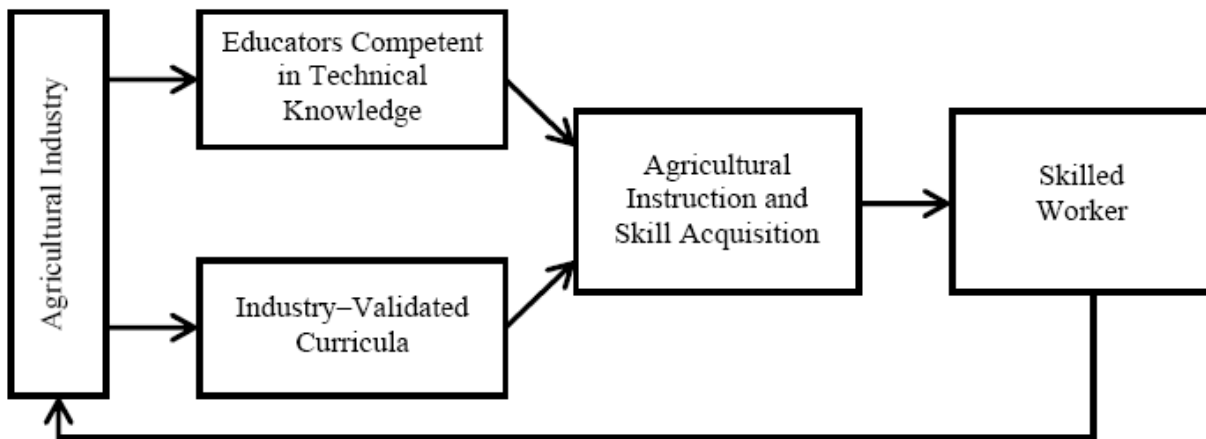 Agricultural Industry
Educators Competent
in Technical
Knowledge
Industry–Validated
Curricula
Agricultural
Instruction and
Skill Acquisition
Skilled
Worker